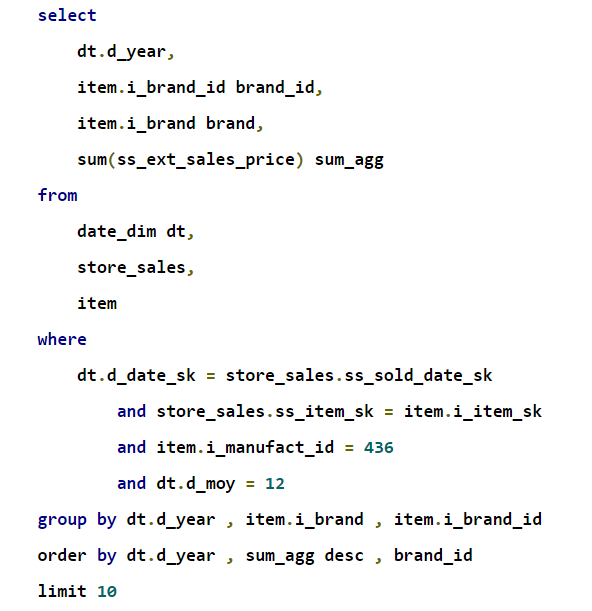 select
dt.d_year,
item.i_brand_id brand_id,
item.i_brand brand,
sum(ss_ext_sales_price) sum_agg
from
date_dim dt,
store_sales,
item
where
dt.d_date_sk = store_sales.ss_sold_date_sk
and store_sales.ss_item_sk = item.i_item_sk
and item.i_manufact_id = 436
and dt.d_moy = 12
group by dt.d_year , item.i_brand , item.i_brand_id
order by dt.d_year , sum_agg desc , brand_id
limit 10